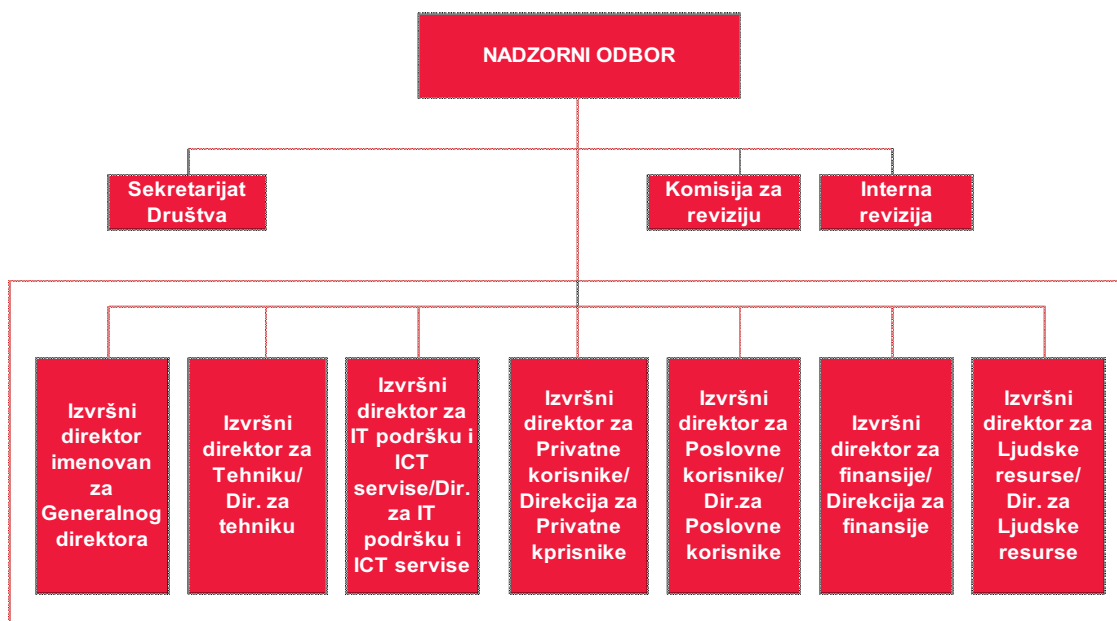 NADZORNI ODBOR
Sekretarijat
Društva
Komisija za
reviziju
Interna
revizija
Izvršni
direktor
imenovan
za
Generalnog
direktora
Izvršni
direktor za
Tehniku/
Dir. za
tehniku
Izvršni
direktor za
IT podršku i
ICT
servise/Dir.
za IT
podršku i
ICT servise
Izvršni
direktor za
Privatne
korisnike/
Direkcija za
Privatne
kprisnike
Izvršni
direktor za
Poslovne
korisnike/
Dir.za
Poslovne
korisnike
Izvršni
direktor za
finansije/
Direkcija za
finansije
Izvršni
direktor za
Ljudske
resurse/
Dir. za
Ljudske
resurse